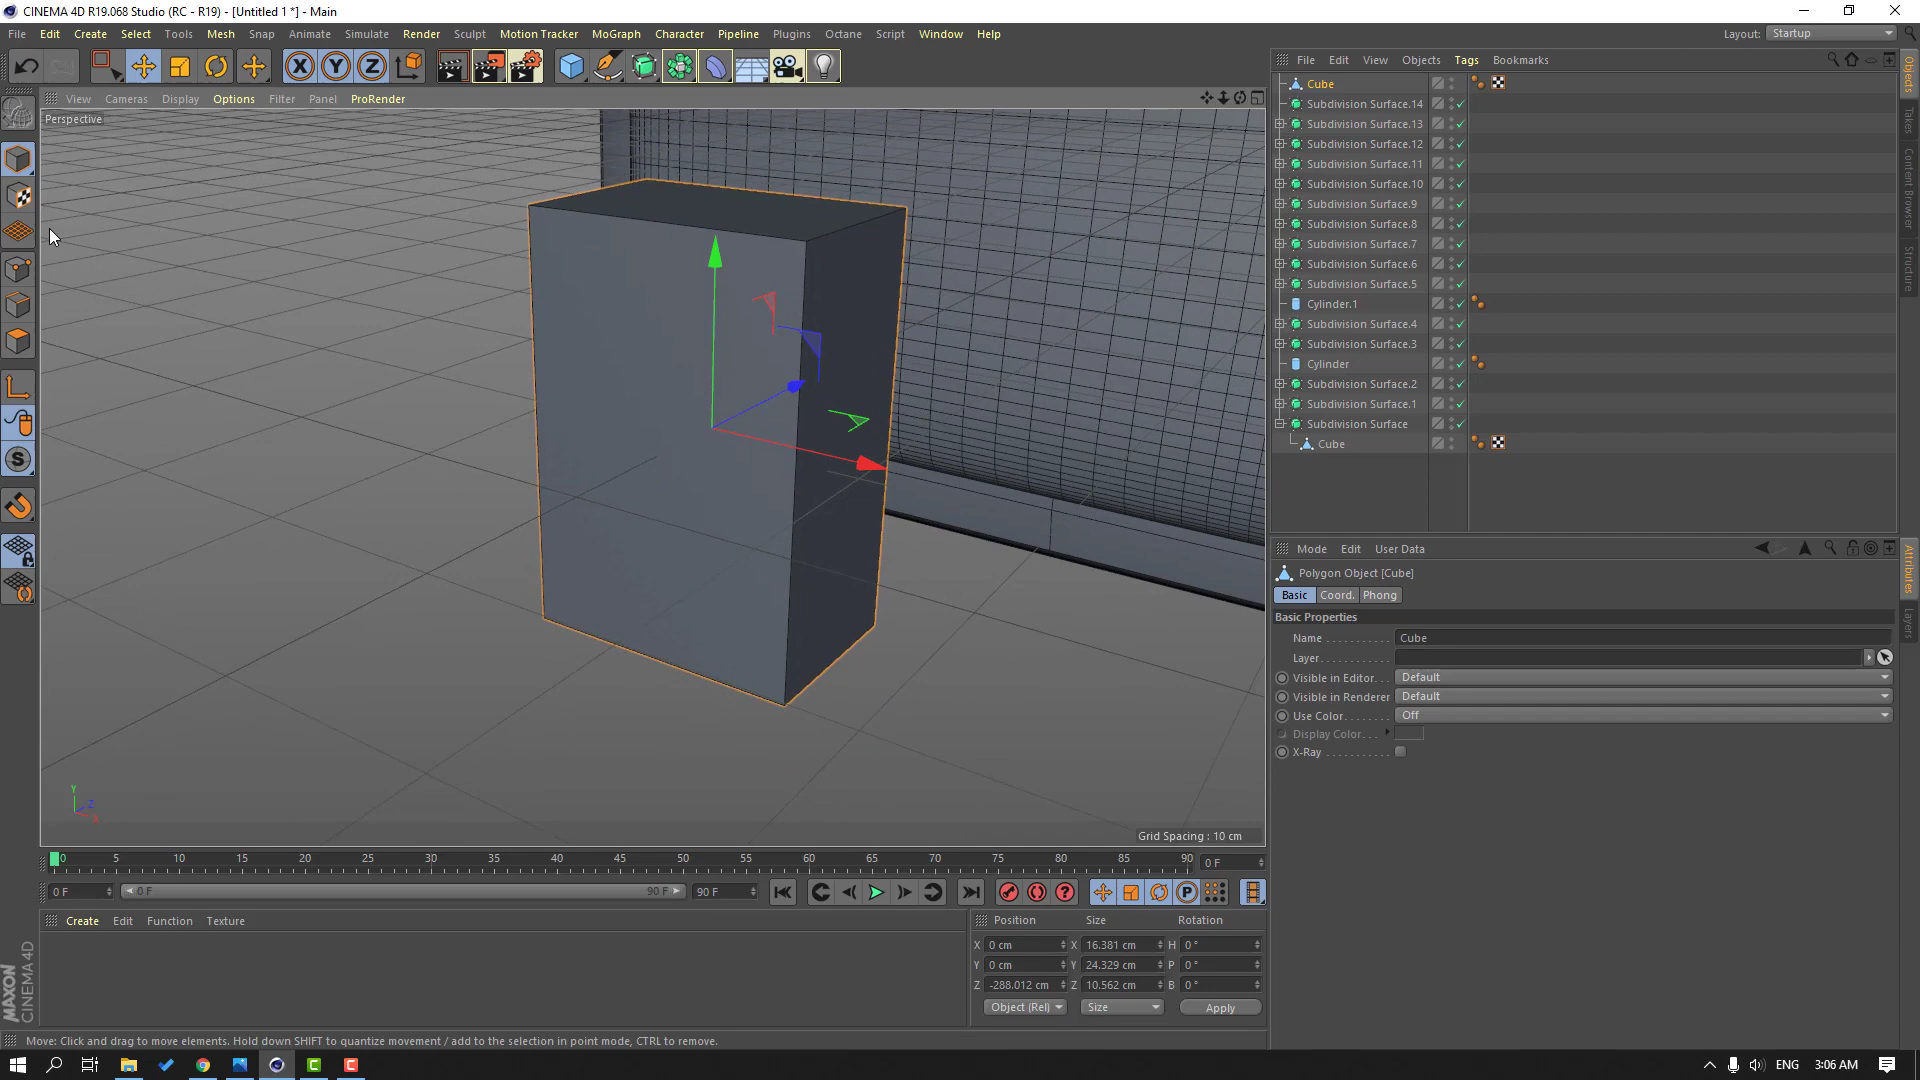 CINEMA 4D R19.068 Studio (RC - R19) - [Untitled 1 *] - Main
File Edit Create Select Tools Mesh Snap Animate Simulate Render Sculpt Motion Tracker MoGraph Character Pipeline Plugins Octane Script Window Help
Layout: Startup
X Y Z
File Edit View Objects Tags Bookmarks
View Cameras Display Options Filter Panel ProRender
Perspective
Cube
Subdivision Surface.14
Subdivision Surface.13
Subdivision Surface.12
Subdivision Surface.11
Subdivision Surface.10
Subdivision Surface.9
Subdivision Surface.8
Subdivision Surface.7
Subdivision Surface.6
Subdivision Surface.5
Cylinder.1
Subdivision Surface.4
Subdivision Surface.3
Cylinder
Subdivision Surface.2
Subdivision Surface.1
Subdivision Surface
Cube
Objects
Takes
Content Browser
Structure
S
Mode Edit User Data
Polygon Object [Cube]
Basic Coord. Phong
Basic Properties
Name Cube
Layer
Visible in Editor Default
Visible in Renderer Default
Use Color Off
Display Color
X-Ray
Attributes
Layers
Y
Z
X
Grid Spacing : 10 cm
0 5 10 15 20 25 30 35 40 45 50 55 60 65 70 75 80 85 90
0 F
0 F 0 F 90 F 90 F
P
Create Edit Function Texture
Position Size Rotation
X 0 cm X 16.381 cm H 0 °
Y 0 cm Y 24.329 cm P 0 °
Z -288.012 cm Z 10.562 cm B 0 °
Object (Rel) Size Apply
MAXON CINEMA 4D
Move: Click and drag to move elements. Hold down SHIFT to quantize movement / add to the selection in point mode, CTRL to remove.
ENG 3:06 AM